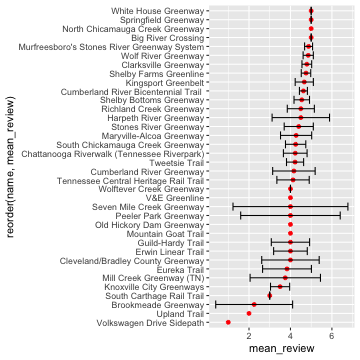 White House Greenway
Springfield Greenway
North Chicamauga Creek Greenway
Big River Crossing
Murfreesboro's Stones River Greenway System
Wolf River Greenway
Clarksville Greenway
Shelby Farms Greenline
Kingsport Greenbelt
Cumberland River Bicentennial Trail
Shelby Bottoms Greenway
Richland Creek Greenway
Harpeth River Greenway
Stones River Greenway
Maryville-Alcoa Greenway
South Chickamauga Creek Greenway
Chattanooga Riverwalk (Tennessee Riverpark)
Tweetsie Trail
Cumberland River Greenway
Tennessee Central Heritage Rail Trail
Wolftever Creek Greenway
V&E Greenline
Seven Mile Creek Greenway
Peeler Park Greenway
Old Hickory Dam Greenway
Mountain Goat Trail
Guild-Hardy Trail
Erwin Linear Trail
Cleveland/Bradley County Greenway
Eureka Trail
Mill Creek Greenway (TN)
Knoxville City Greenways
South Carthage Rail Trail
Brookmeade Greenway
Upland Trail
Volkswagen Drive Sidepath
reorder(name, mean_review)
2 4 6
mean_review